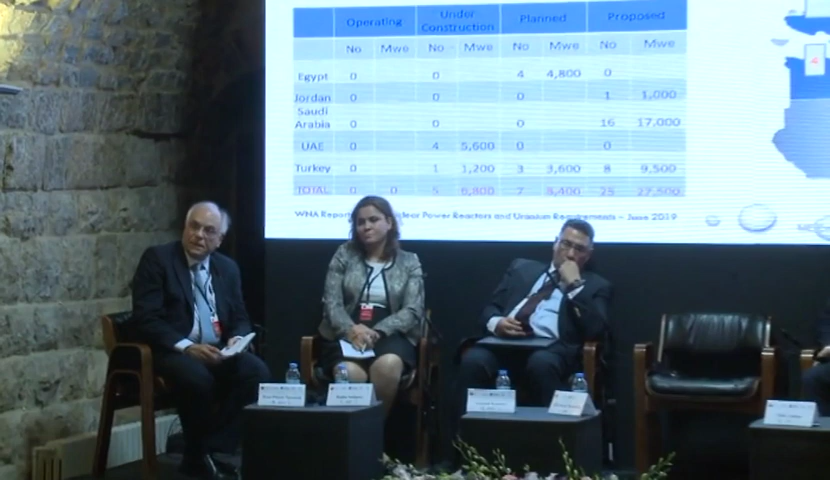 Operating Under Construction Planned Proposed
No Mwe No Mwe No Mwe No Mwe
Egypt 0 0 4 4,800 0
Jordan 0 0 0 1 1,000
Saudi Arabia 0 0 0 16 17,000
UAE 0 4 5,600 0 0
Turkey 0 1 1,200 3 3,600 8 9,500
TOTAL 0 0 5 6,800 7 8,400 25 27,500
WNA Report Power Reactors and Uranium Requirements – June 2019
4